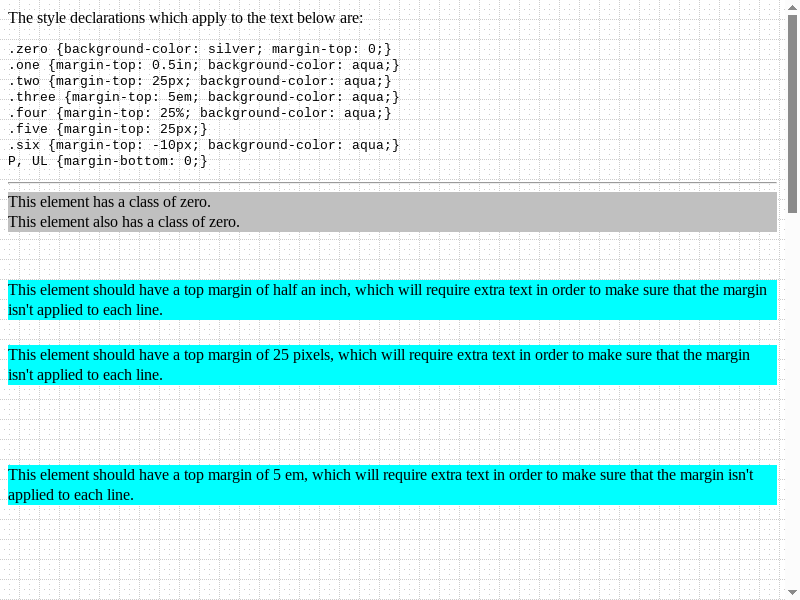 The style declarations which apply to the text below are:
.zero {background-color: silver; margin-top: 0;}
.one {margin-top: 0.5in; background-color: aqua;}
.two {margin-top: 25px; background-color: aqua;}
.three {margin-top: 5em; background-color: aqua;}
.four {margin-top: 25%; background-color: aqua;}
.five {margin-top: 25px;}
.six {margin-top: -10px; background-color: aqua;}
P, UL {margin-bottom: 0;}
This element has a class of zero.
This element also has a class of zero.
This element should have a top margin of half an inch, which will require extra text in order to make sure that the margin
isn't applied to each line.
This element should have a top margin of 25 pixels, which will require extra text in order to make sure that the margin
isn't applied to each line.
This element should have a top margin of 5 em, which will require extra text in order to make sure that the margin isn't
applied to each line.